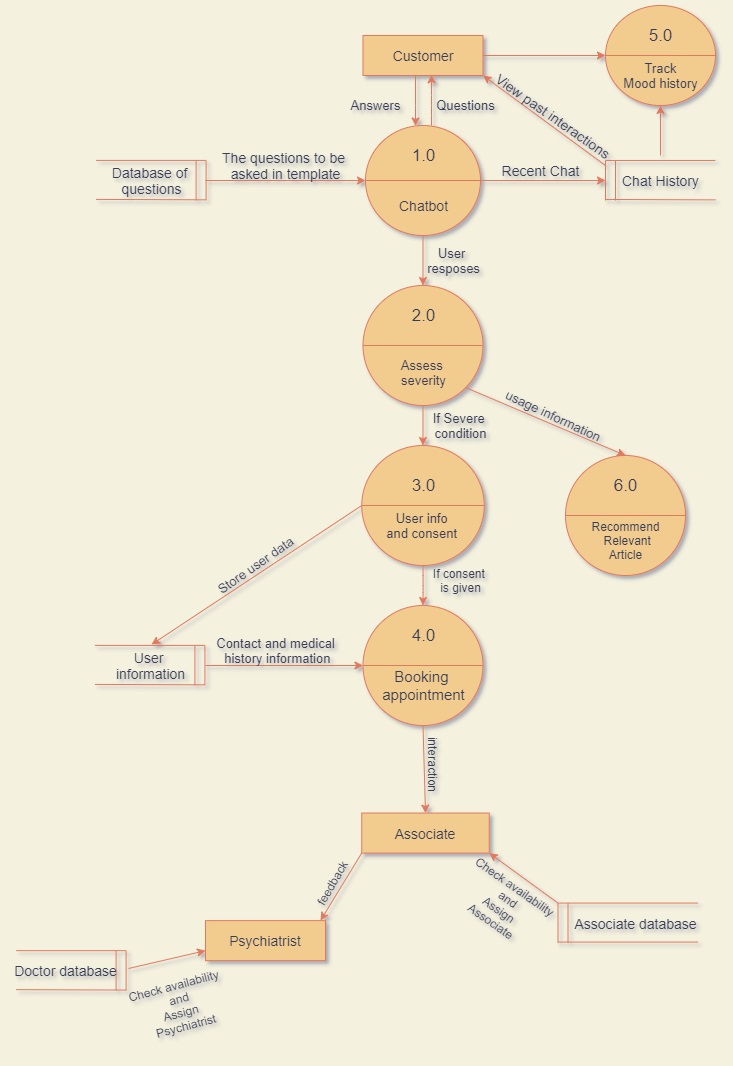 5.0
Customer
Track
Mood history
Answers
Questions
View past interactions
1.0
Chatbot
Database of
questions
The questions to be
asked in template
Recent Chat
Chat History
User
resposes
2.0
Assess
severity
If Severe
condition
usage information
3.0
User info
and consent
6.0
Recommend
Relevant
Article
Store user data
If consent
is given
4.0
Booking
appointment
User
information
Contact and medical
history information
interaction
Associate
feedback
Check availability
and
Assign
Associate
Associate database
Psychiatrist
Doctor database
Check availability
and
Assign
Psychiatrist